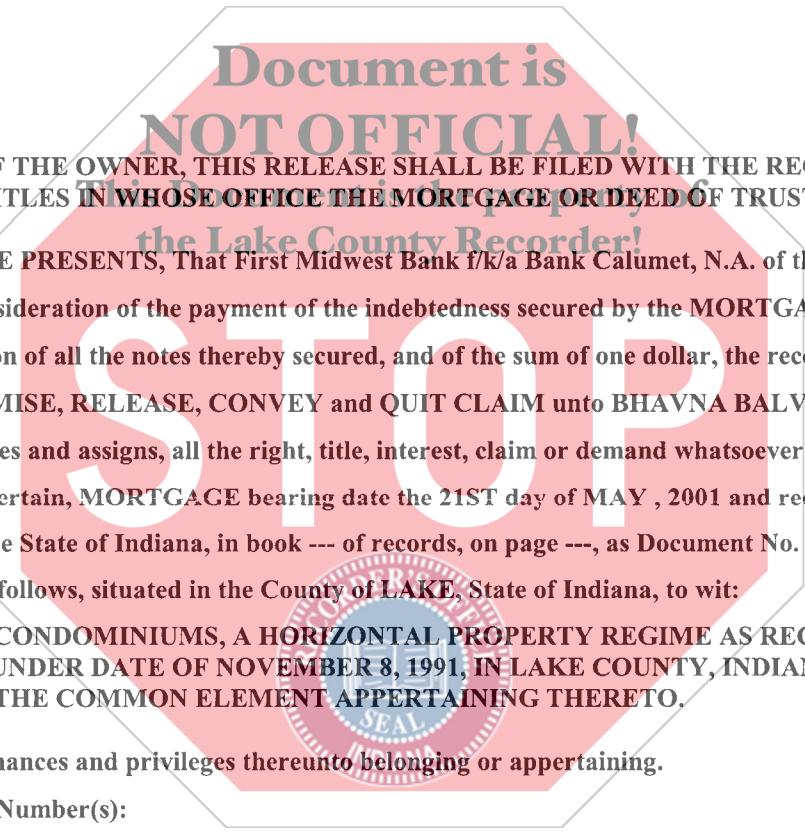 Document is
NOT OFFICIAL!
F THE OWNER, THIS RELEASE SHALL BE FILED WITH THE REC
ITLES IN WHOSE OFFICE THE MORTGAGE OR DEED OF TRUST
This Document is the property of
the Lake County Recorder!
E PRESENTS, That First Midwest Bank f/k/a Bank Calumet, N.A. of th
sideration of the payment of the indebtedness secured by the MORTGA
on of all the notes thereby secured, and of the sum of one dollar, the rece
STOP
MISE, RELEASE, CONVEY and QUIT CLAIM unto BHAVNA BALV
es and assigns, all the right, title, interest, claim or demand whatsoever
ertain, MORTGAGE bearing date the 21ST day of MAY , 2001 and rec
e State of Indiana, in book --- of records, on page ---, as Document No.
follows, situated in the County of LAKE, State of Indiana, to wit:
CONDOMINIUMS, A HORIZONTAL PROPERTY REGIME AS REC
UNDER DATE OF NOVEMBER 8, 1991, IN LAKE COUNTY, INDIAN
THE COMMON ELEMENT APPERTAINING THERETO.
SEAL
INDIANA
nances and privileges thereunto belonging or appertaining.
Number(s):